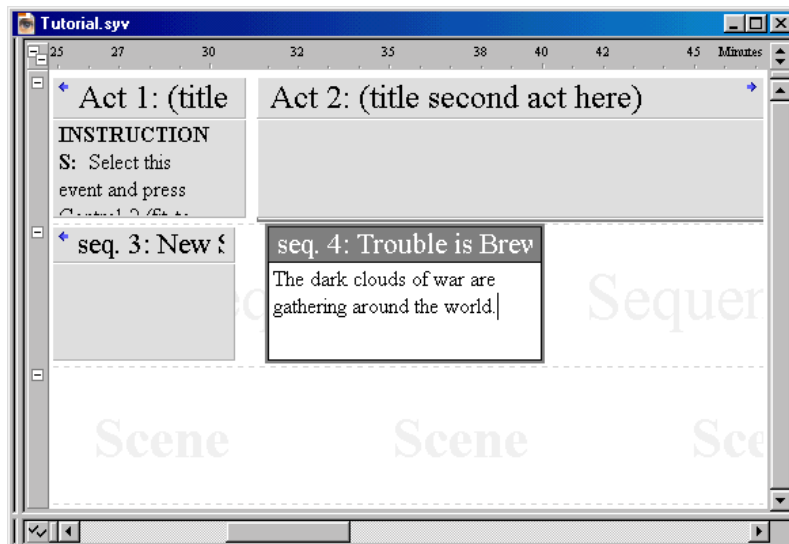 Tutorial.syv
25 27 30 32 35 38 40 42 45 Minutes
Act 1: (title
Act 2: (title second act here)
INSTRUCTION
S: Select this
event and press
seq. 3: New
seq. 4: Trouble is Brew
The dark clouds of war are
gathering around the world.
Sequen
Scene
Scene
Sce